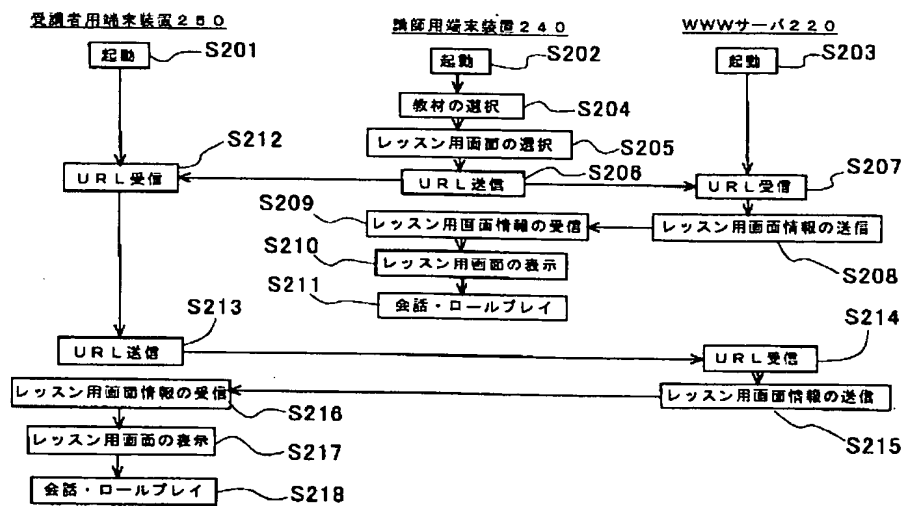 受講者用端末装置250 講師用端末装置240 WWWサーバ220
起動 S201 起動 S202 起動 S203
教材の選択 S204
レッスン用画面の選択 S205
S212
URL受信 URL送信 S206 URL受信 S207
S209 レッスン用画面情報の受信 レッスン用画面情報の送信
S210 レッスン用画面の表示 S208
S211 会話・ロールプレイ
S213 S214
URL送信 URL受信
レッスン用画面情報の受信 S216 レッスン用画面情報の送信
レッスン用画面の表示 S217 S215
会話・ロールプレイ S218